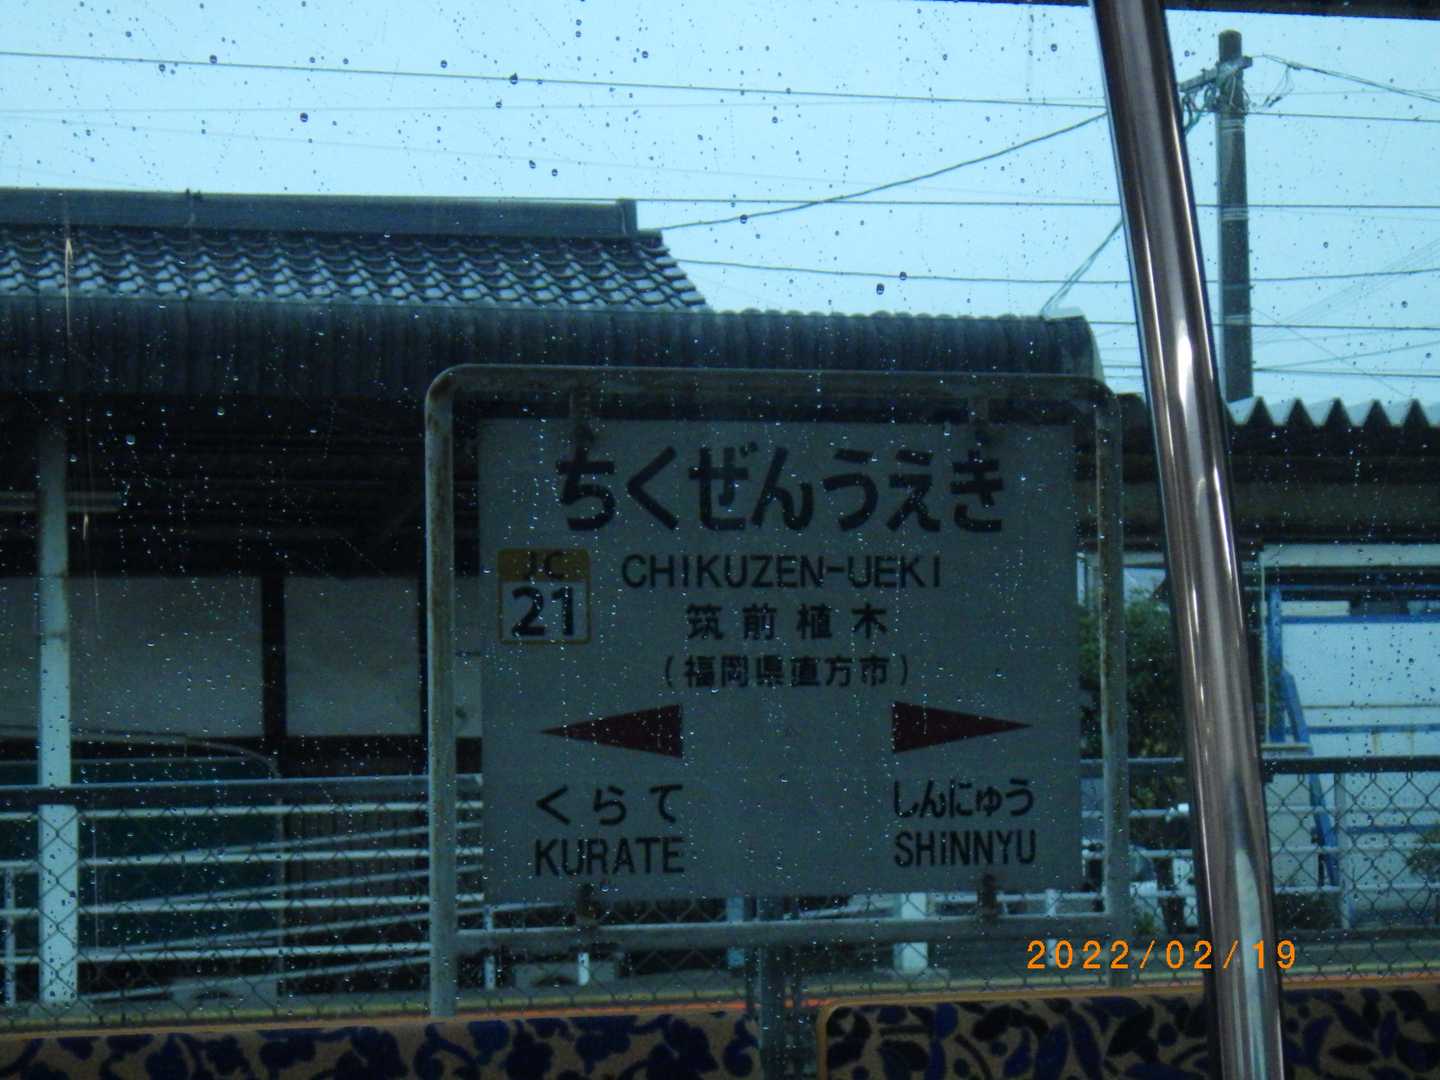 ちくぜんうえき
JC
21
CHIKUZEN-UEKI
筑前植木
(福岡県直方市)
くらて
KURATE
しんにゅう
SHiNNYU
2022/02/19